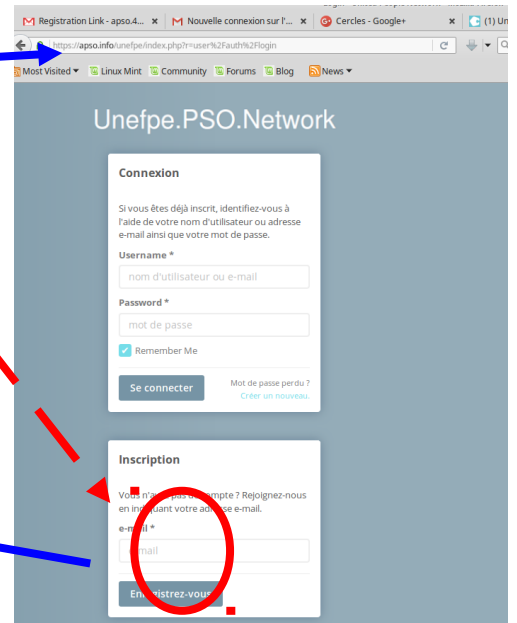 Registration Link - apso.4... × Nouvelle connexion sur l'... × Cercles - Google+ × (1) Un
https://apso.info/unefpe/index.php?r=user%2Fauth%2Flogin
Most Visited Linux Mint Community Forums Blog News
Unefpe.PSO.Network
Connexion
Si vous êtes déjà inscrit, identifiez-vous à
l'aide de votre nom d'utilisateur ou adresse
e-mail ainsi que votre mot de passe.
Username *
nom d'utilisateur ou e-mail
Password *
mot de passe
Remember Me
Se connecter
Mot de passe perdu ?
Créer un nouveau.
Inscription
Vous n'avez pas de compte ? Rejoignez-nous
en indiquant votre adresse e-mail.
e-mail *
email
Enregistrez-vous